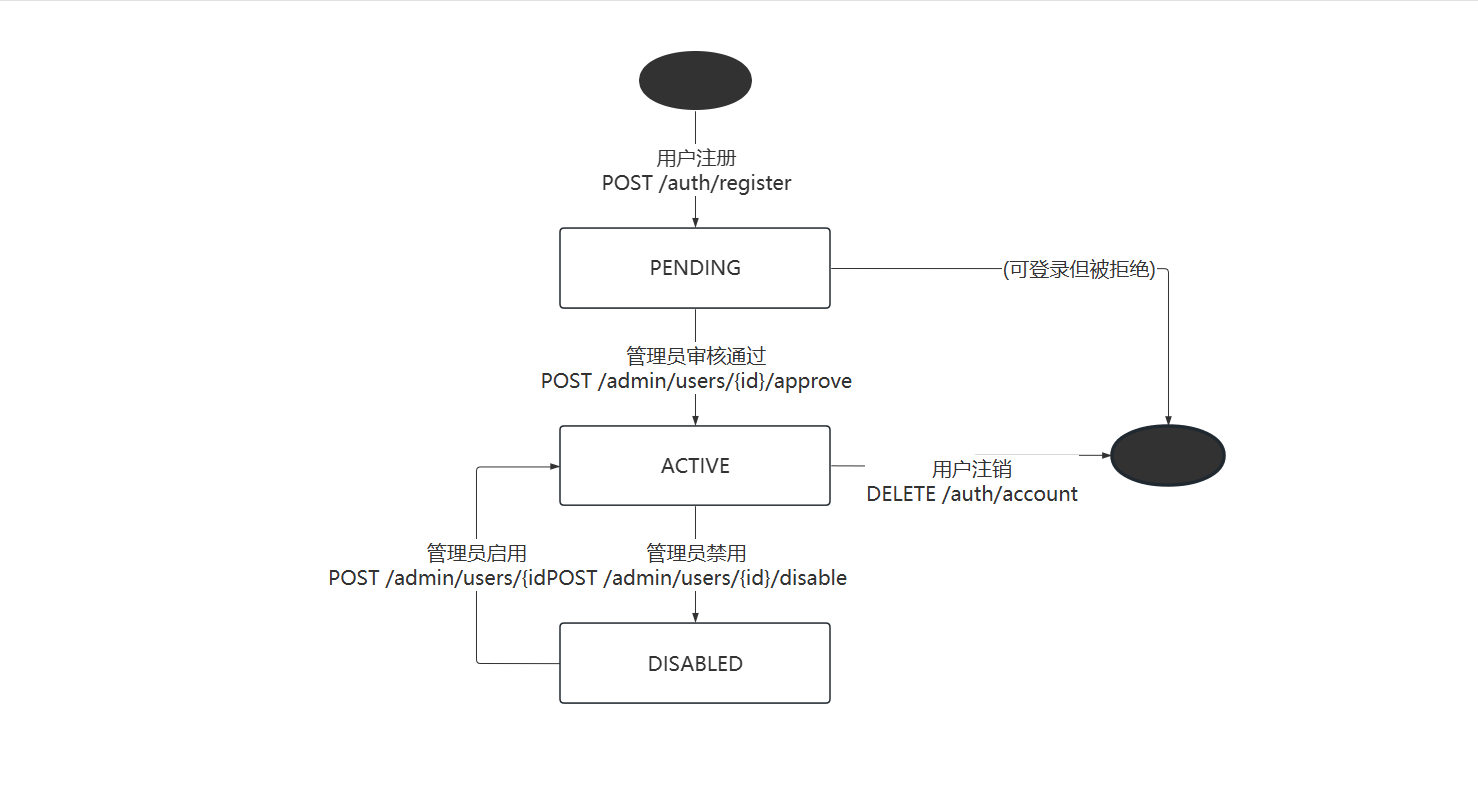 用户注册
POST /auth/register
PENDING
(可登录但被拒绝)
管理员审核通过
POST /admin/users/{id}/approve
ACTIVE
用户注销
DELETE /auth/account
管理员启用
POST /admin/users/{id
管理员禁用
POST /admin/users/{id}/disable
DISABLED